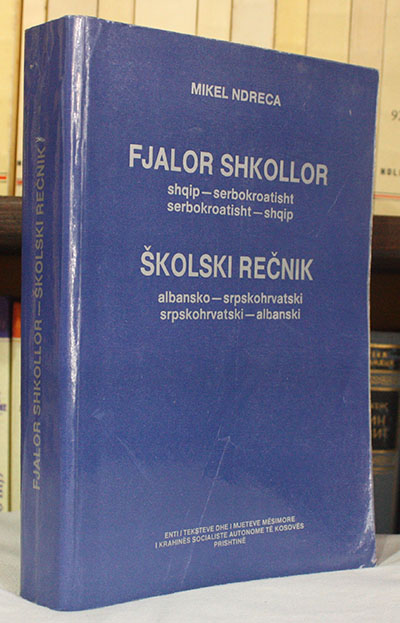 MIKEL NDRECA
FJALOR SHKOLLOR
shqip—serbokroatisht
serbokroatisht—shqip
ŠKOLSKI REČNIK
albansko—srpskohrvatski
srpskohrvatski—albanski
ENTI I TEKSTEVE DHE I MJETEVE MËSIMORE
I KRAHINËS SOCIALISTE AUTONOME TË KOSOVËS
PRISHTINË
FJALOR SHKOLLOR—ŠKOLSKI REČNIK